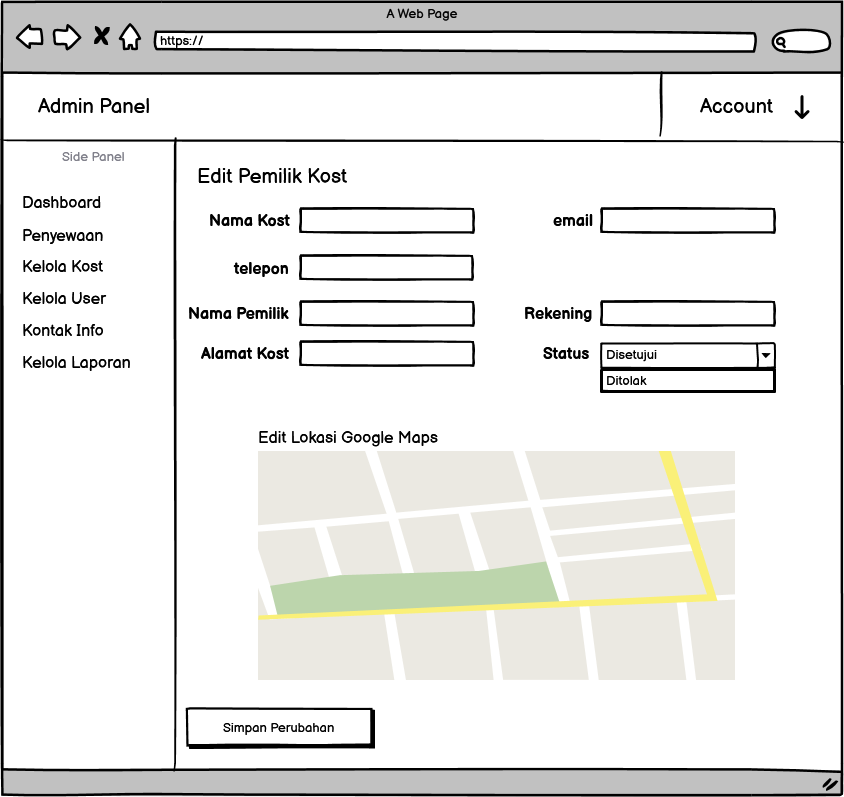 A Web Page
https://
Admin Panel
Account
Side Panel
Dashboard
Penyewaan
Kelola Kost
Kelola User
Kontak Info
Kelola Laporan
Edit Pemilik Kost
Nama Kost
email
telepon
Nama Pemilik
Rekening
Alamat Kost
Status
Disetujui
Ditolak
Edit Lokasi Google Maps
Simpan Perubahan